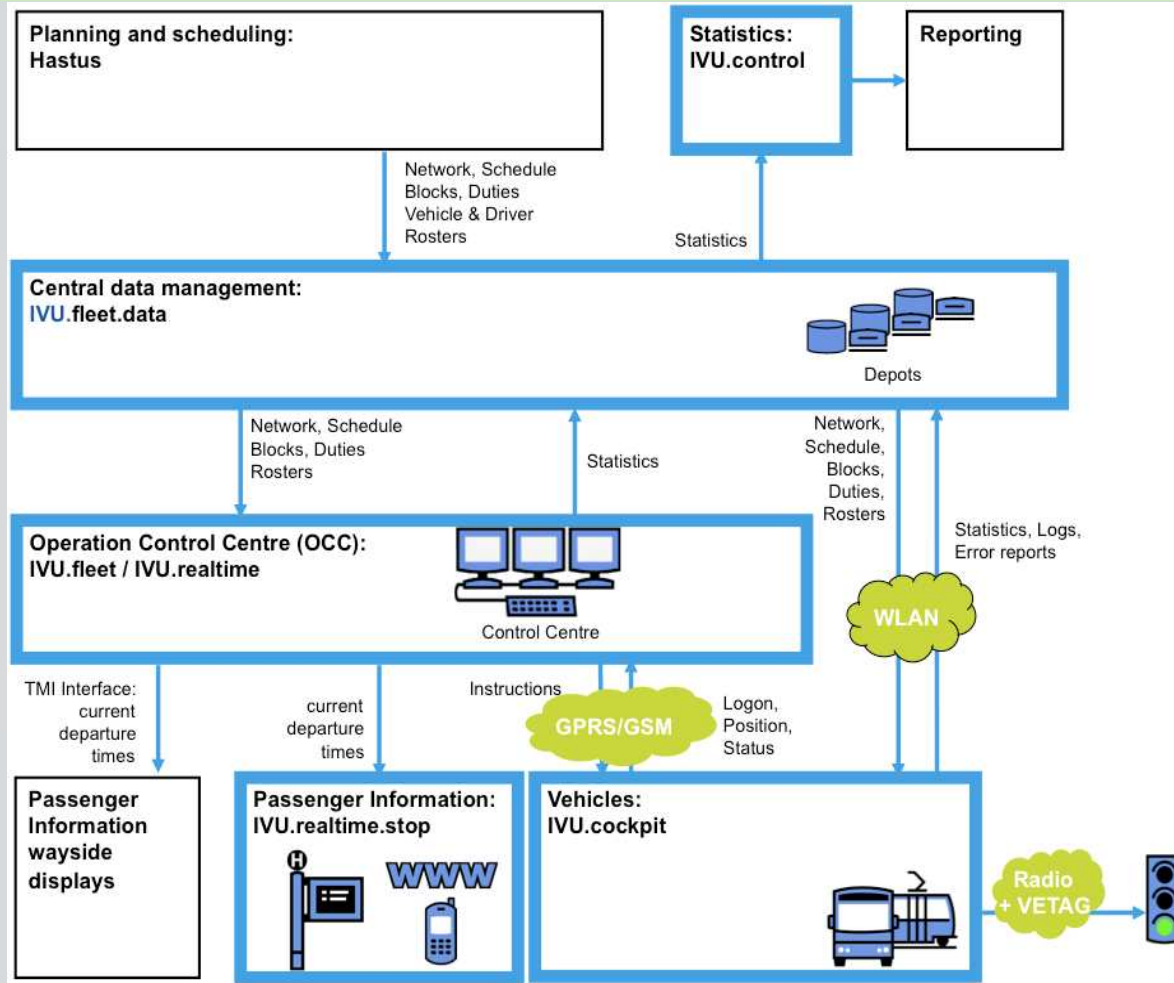 Planning and scheduling:
Hastus
Statistics:
IVU.control
Reporting
Network, Schedule
Blocks, Duties
Vehicle & Driver
Rosters
Statistics
Central data management:
IVU.fleet.data
Depots
Network, Schedule
Blocks, Duties
Rosters
Statistics
Network,
Schedule,
Blocks,
Duties,
Rosters
Statistics, Logs,
Error reports
Operation Control Centre (OCC):
IVU.fleet / IVU.realtime
Control Centre
WLAN
TMI Interface:
current
departure
times
current
departure
times
Instructions
GPRS/GSM
Logon,
Position,
Status
Passenger
Information
wayside
displays
Passenger Information:
IVU.realtime.stop
H
WWW
Vehicles:
IVU.cockpit
Radio
+ VETAG